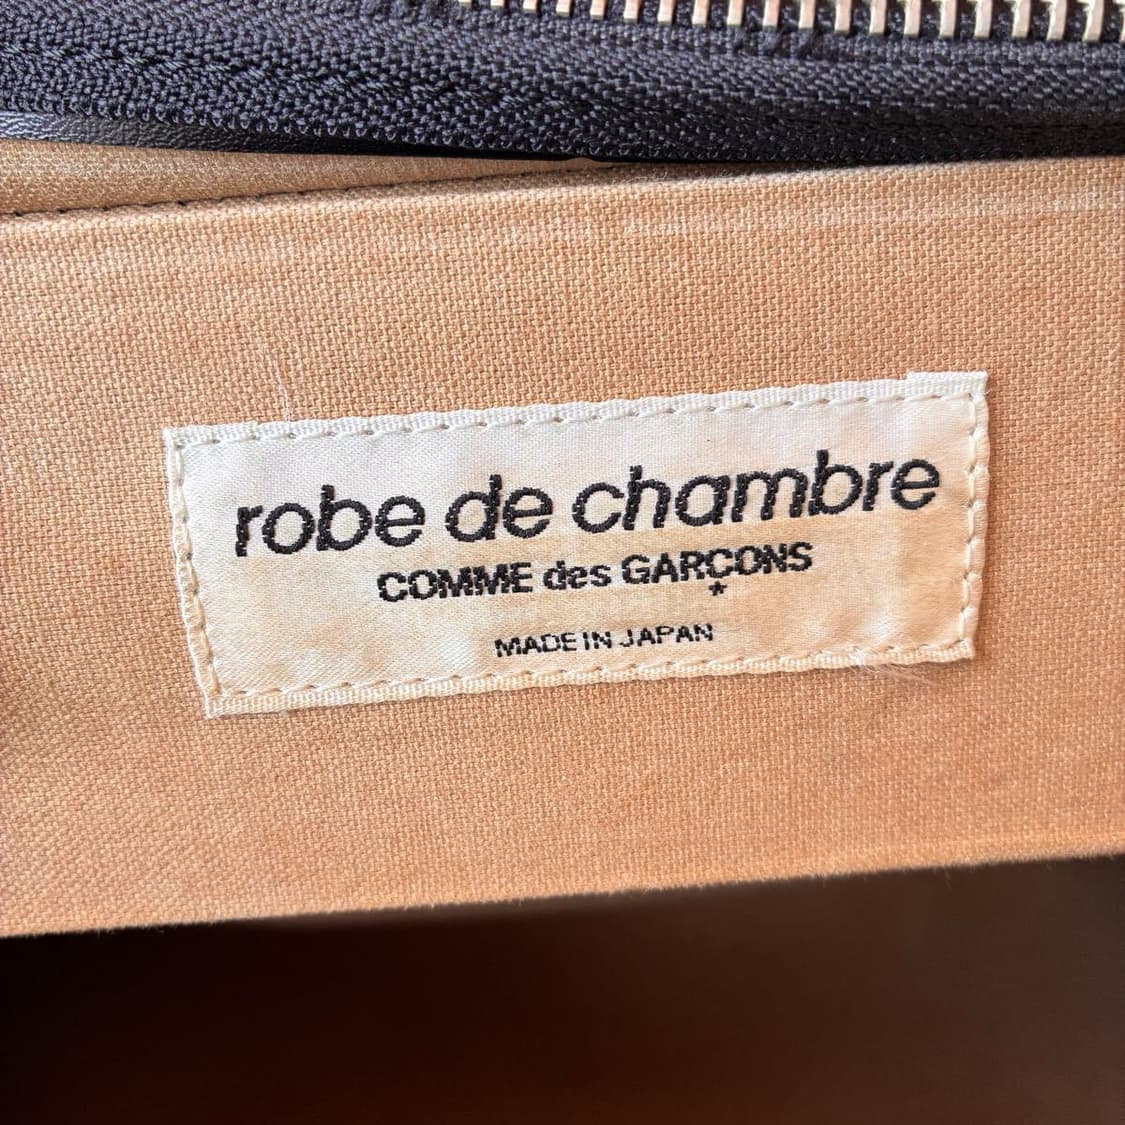 robe de chambre
COMME des GARÇONS
*
MADE IN JAPAN